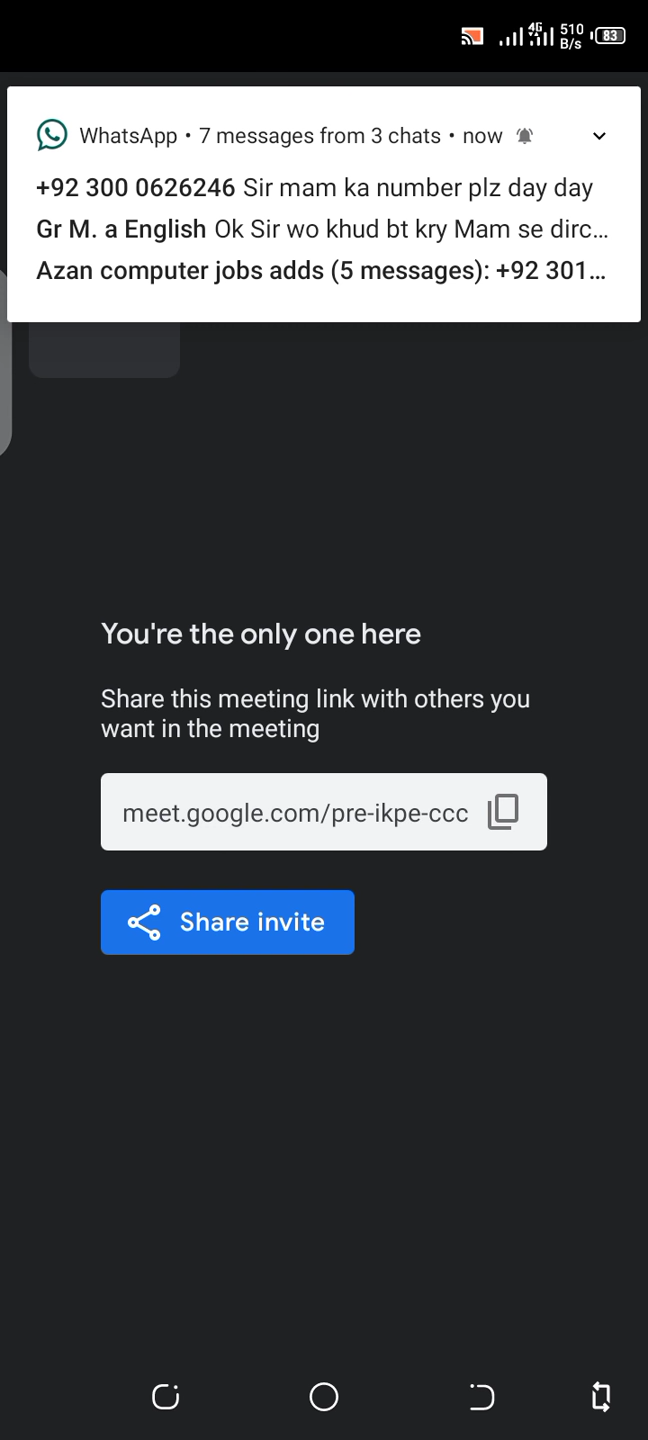 4G
510
B/s
83
WhatsApp • 7 messages from 3 chats • now
+92 300 0626246 Sir mam ka number plz day day
Gr M. a English Ok Sir wo khud bt kry Mam se dirc...
Azan computer jobs adds (5 messages): +92 301...
You're the only one here
Share this meeting link with others you
want in the meeting
meet.google.com/pre-ikpe-ccc
Share invite